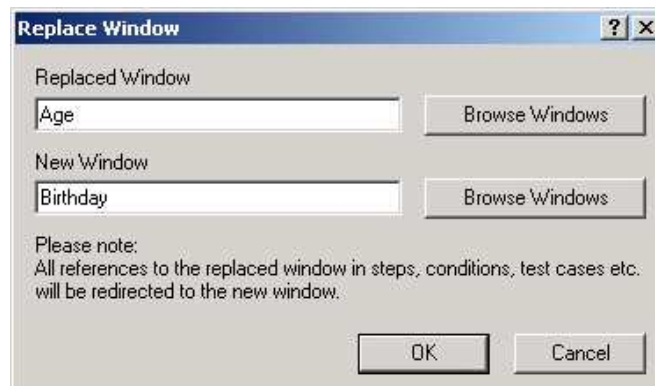 Replace Window
Replaced Window
Age
Browse Windows
New Window
Birthday
Browse Windows
Please note:
All references to the replaced window in steps, conditions, test cases etc.
will be redirected to the new window.
OK
Cancel